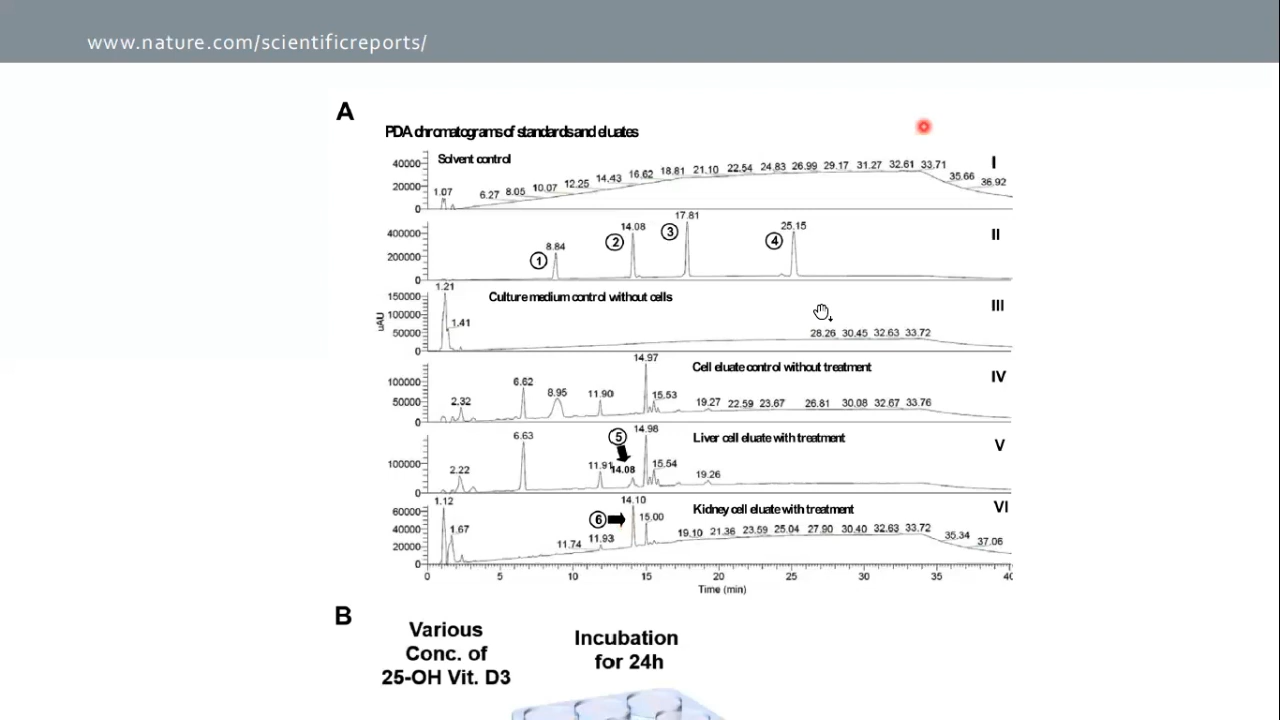 www.nature.com/scientificreports/
A
PDA chromatograms of standards and eluates
Solvent control
I
40000
20000
0
1.07 6.27 8.05 10.07 12.25 14.43 16.62 18.81 21.10 22.54 24.83 26.99 29.17 31.27 32.61 33.71 35.66 36.92
II
400000
200000
0
1 8.84 2 14.08 3 17.81 4 25.15
Culture medium control without cells
III
150000
100000
50000
0
1.21 1.41 28.26 30.45 32.63 33.72
uAU
Cell eluate control without treatment
IV
100000
50000
0
2.32 6.62 8.95 11.90 14.97 15.53 19.27 22.59 23.67 26.81 30.08 32.67 33.76
Liver cell eluate with treatment
V
100000
0
2.22 6.63 11.91 5 14.08 14.98 15.54 19.26
Kidney cell eluate with treatment
VI
60000
40000
20000
0
1.12 1.67 11.74 11.93 6 14.10 15.00 19.10 21.36 23.59 25.04 27.90 30.40 32.63 33.72 35.34 37.06
0 5 10 15 20 25 30 35 40
Time (min)
B
Various
Conc. of
25-OH Vit. D3
Incubation
for 24h